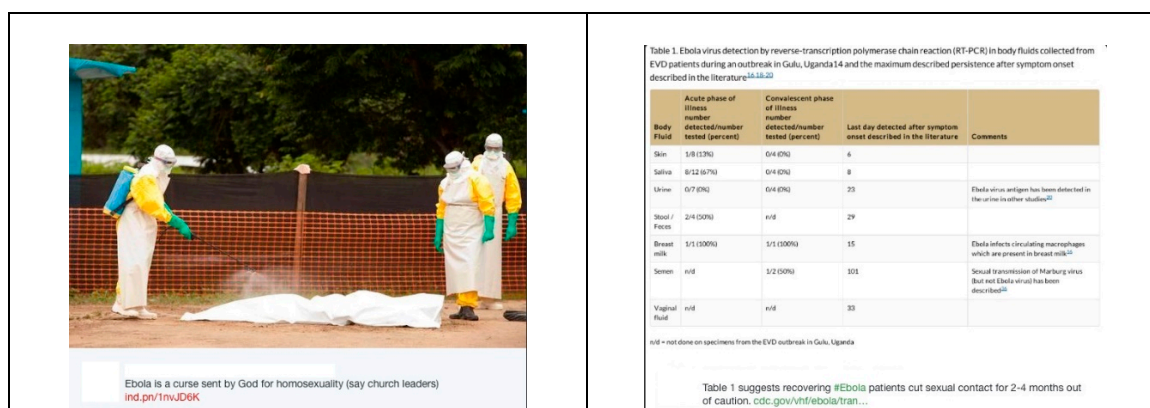 Ebola is a curse sent by God for homosexuality (say church leaders)
ind.pn/1nvJD6K
Table 1. Ebola virus detection by reverse-transcription polymerase chain reaction (RT-PCR) in body fluids collected from
EVD patients during an outbreak in Gulu, Uganda14 and the maximum described persistence after symptom onset
described in the literature16,18-20
Body Fluid | Acute phase of illness number detected/number tested (percent) | Convalescent phase of illness number detected/number tested (percent) | Last day detected after symptom onset described in the literature | Comments
Skin 1/8 (13%) 0/4 (0%) 6
Saliva 8/12 (67%) 0/4 (0%) 8
Urine 0/7 (0%) 0/4 (0%) 23 Ebola virus antigen has been detected in the urine in other studies
Stool / Feces 2/4 (50%) n/d 29
Breast milk 1/1 (100%) 1/1 (100%) 15 Ebola infects circulating macrophages which are present in breast milk
Semen n/d 1/2 (50%) 101 Sexual transmission of Marburg virus (but not Ebola virus) has been described
Vaginal fluid n/d n/d 33
n/d = not done on specimens from the EVD outbreak in Gulu, Uganda
Table 1 suggests recovering #Ebola patients cut sexual contact for 2-4 months out
of caution. cdc.gov/vhf/ebola/tran…